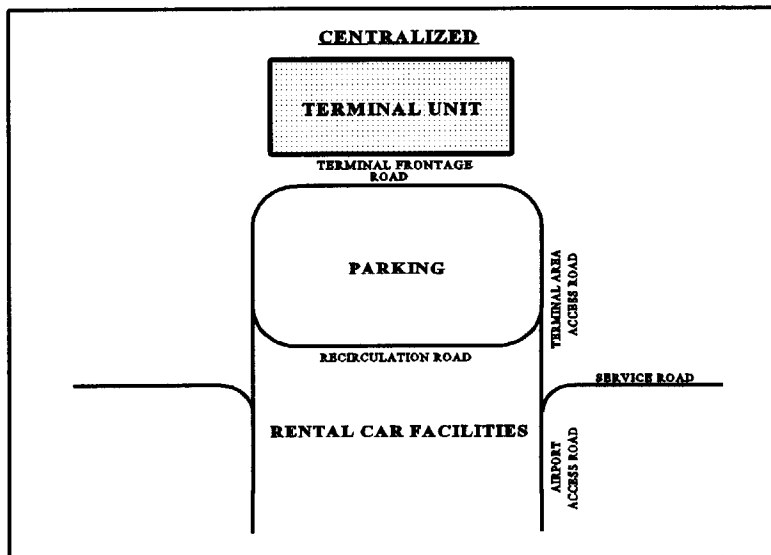 CENTRALIZED
TERMINAL UNIT
TERMINAL FRONTAGE
ROAD
PARKING
TERMINAL AREA
ACCESS ROAD
RECIRCULATION ROAD
SERVICE ROAD
RENTAL CAR FACILITIES
AIRPORT
ACCESS ROAD